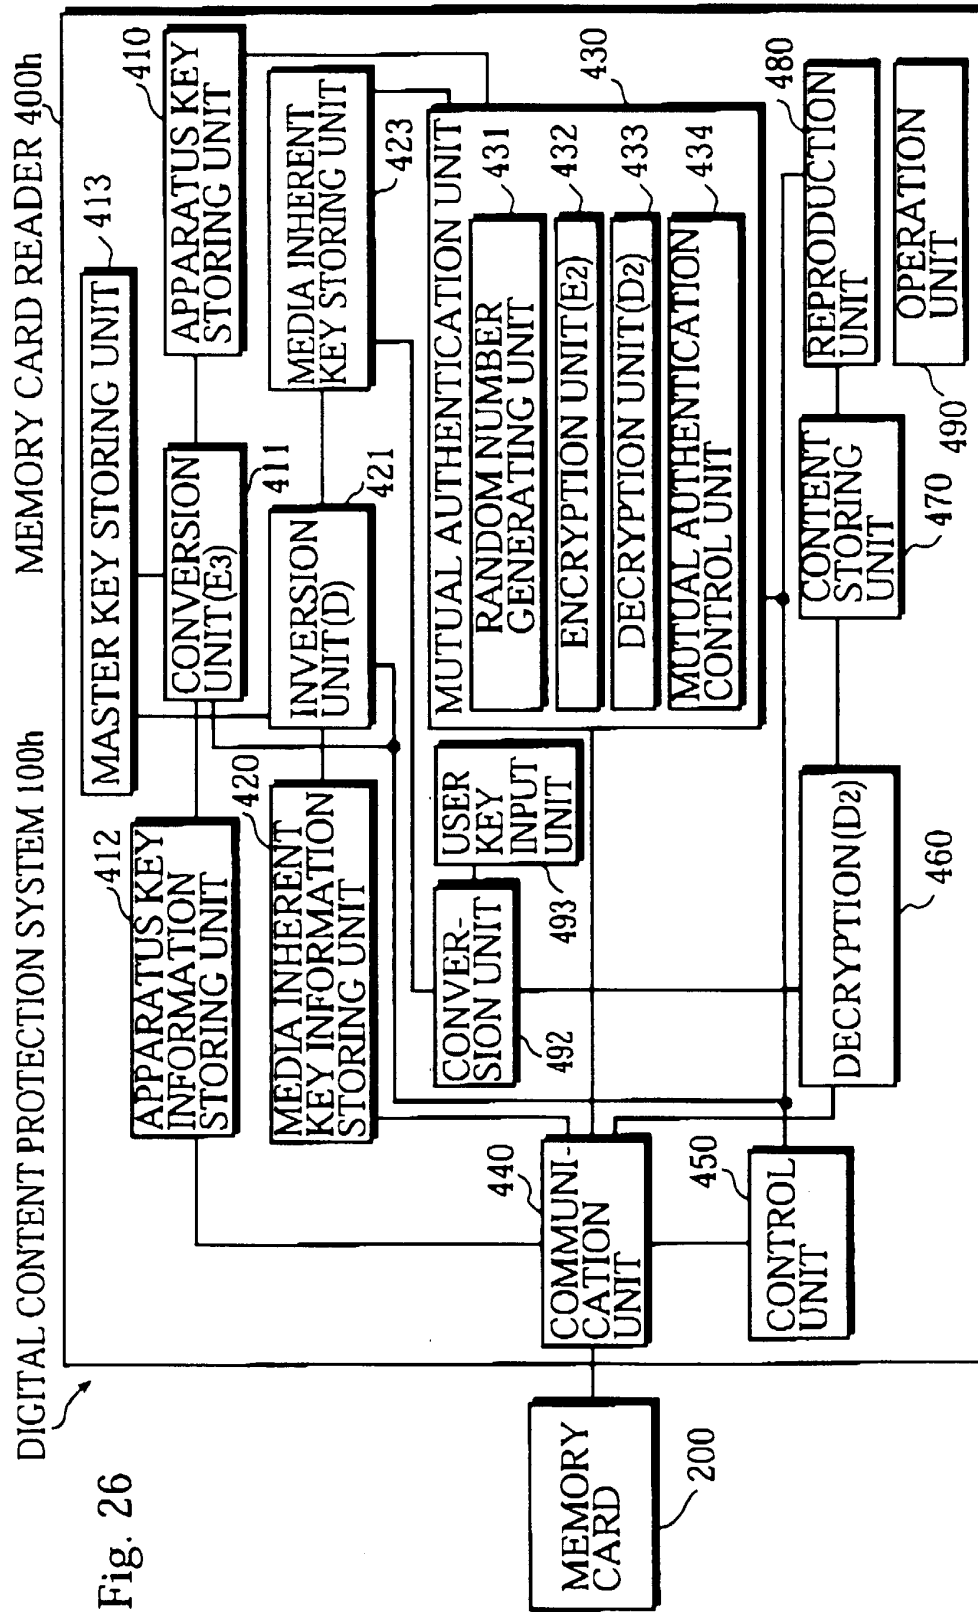 Fig. 26
DIGITAL CONTENT PROTECTION SYSTEM 100h
MEMORY CARD READER 400h
MASTER KEY STORING UNIT
413
412
APPARATUS KEY
INFORMATION
STORING UNIT
CONVERSION
UNIT(E3)
411
APPARATUS KEY
STORING UNIT
410
420
MEDIA INHERENT
KEY INFORMATION
STORING UNIT
INVERSION
UNIT(D)
421
MEDIA INHERENT
KEY STORING UNIT
423
CONVER-
SION UNIT
492
USER
KEY
INPUT
UNIT
493
MUTUAL AUTHENTICATION UNIT
430
RANDOM NUMBER
GENERATING UNIT
431
ENCRYPTION UNIT(E2)
432
DECRYPTION UNIT(D2)
433
MUTUAL AUTHENTICATION
CONTROL UNIT
434
MEMORY
CARD
200
COMMUNI-
CATION
UNIT
440
CONTROL
UNIT
450
DECRYPTION(D2)
460
CONTENT
STORING
UNIT
470
REPRODUCTION
UNIT
480
OPERATION
UNIT
490